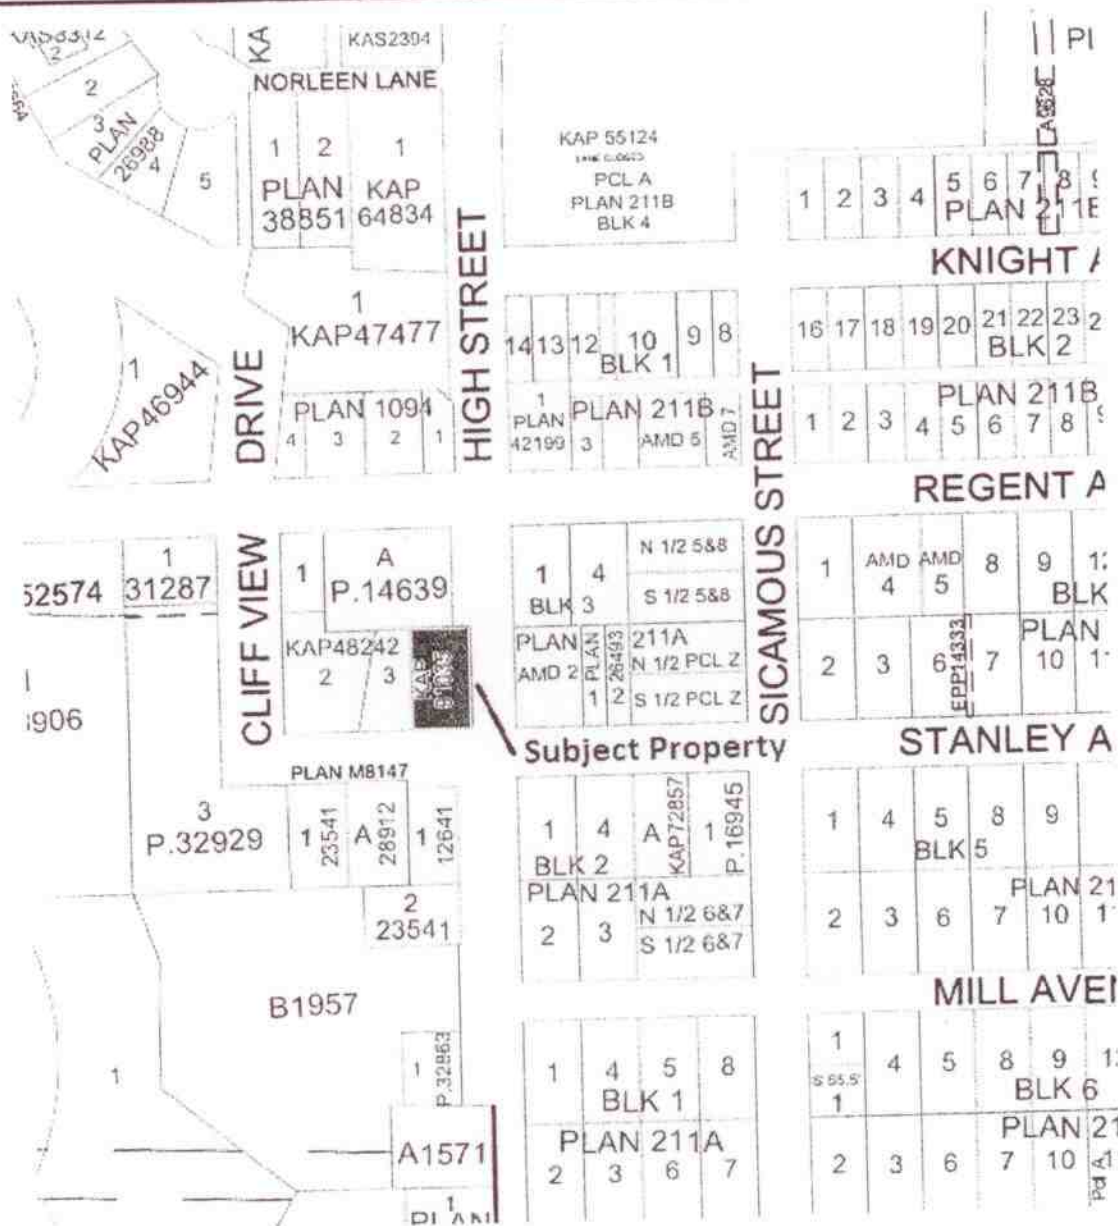 KAS2304
PI
KA
NORLEEN LANE
2
3
PLAN
26988
4
5
1 2 1
PLAN KAP
38851 64834
KAP 55124
LANE CLOSED
PCL A
PLAN 211B
BLK 4
A9628
1 2 3 4 5 6 7 8
PLAN 211B
KNIGHT A
HIGH STREET
1
KAP47477
14 13 12 10 9 8
BLK 1
16 17 18 19 20 21 22 23 2
BLK 2
1
KAP46944
DRIVE
PLAN 1094
4 3 2 1
1
PLAN
42199
PLAN 211B
3
AMD 5
AMD 7
PLAN 211B
1 2 3 4 5 6 7 8
SICAMOUS STREET
REGENT A
52574
1
31287
CLIFF VIEW
1
A
P.14639
1 4
BLK 3
N 1/2 5&8
S 1/2 5&8
1
AMD
4
AMD
5
8 9
BLK
KAP48242
2 3
KAP
PLAN
AMD 2
PLAN
26493
1 2
211A
N 1/2 PCL Z
S 1/2 PCL Z
2 3 6
EPP14333
7
PLAN
10
Subject Property
STANLEY A
PLAN M8147
3
P.32929
1
23541
A
28912
1
12641
1 4
BLK 2
A
KAP72857
1
P.16945
1 4 5 8 9
BLK 5
2
23541
PLAN 211A
2 3
N 1/2 6&7
S 1/2 6&7
PLAN 21
2 3 6 7 10
MILL AVE
B1957
1
1
P.32863
1 4 5 8
BLK 1
1
S 55.5'
1
4 5 8 9
BLK 6
A1571
PLAN 211A
2 3 6 7
PLAN 21
2 3 6 7 10
Pcl A
1
PLAN